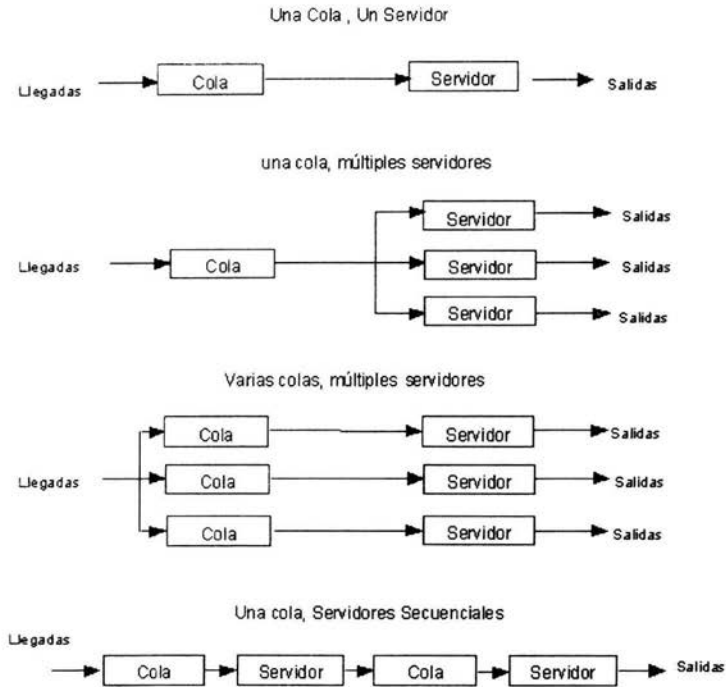 Una Cola , Un Servidor
Llegadas Cola Servidor Salidas
una cola, múltiples servidores
Servidor Salidas
Llegadas Cola Servidor Salidas
Servidor Salidas
Varias colas, múltiples servidores
Cola Servidor Salidas
Llegadas Cola Servidor Salidas
Cola Servidor Salidas
Una cola, Servidores Secuenciales
Llegadas
Cola Servidor Cola Servidor Salidas